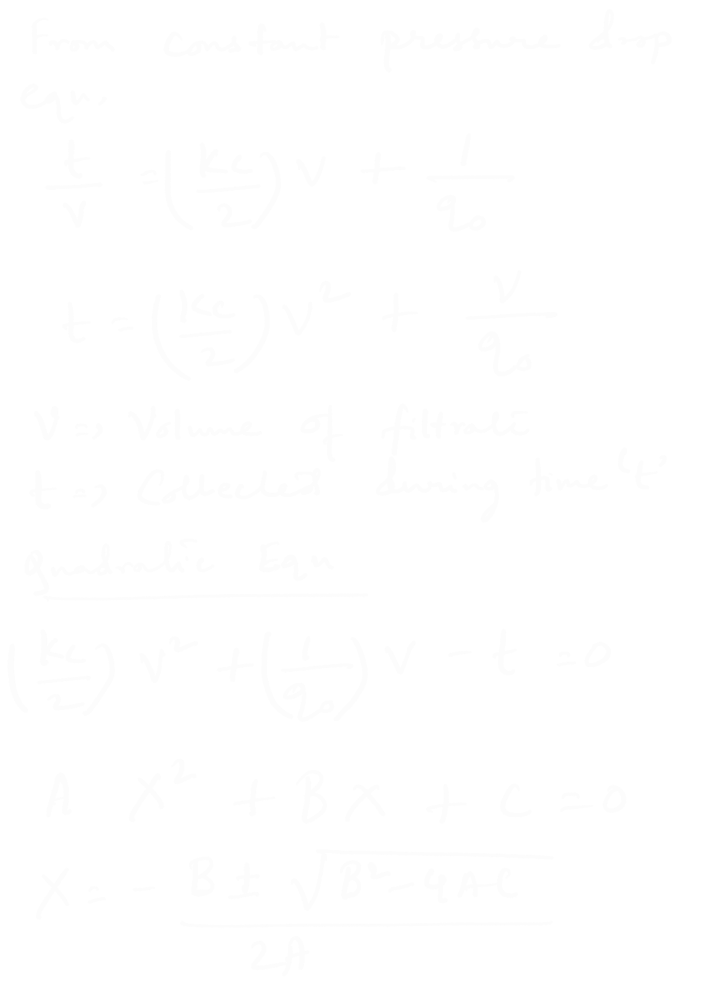 From constant pressure drop
eqn.
t/v = (Kc/2) v + 1/q₀
t = (Kc/2) v² + v/q₀
V => Volume of filtrate
t => Collected during time 't'
Quadratic Eqn
(Kc/2) v² + (1/q₀) v - t = 0
A X² + B X + C = 0
X = - B ± √(B² - 4AC) / 2A